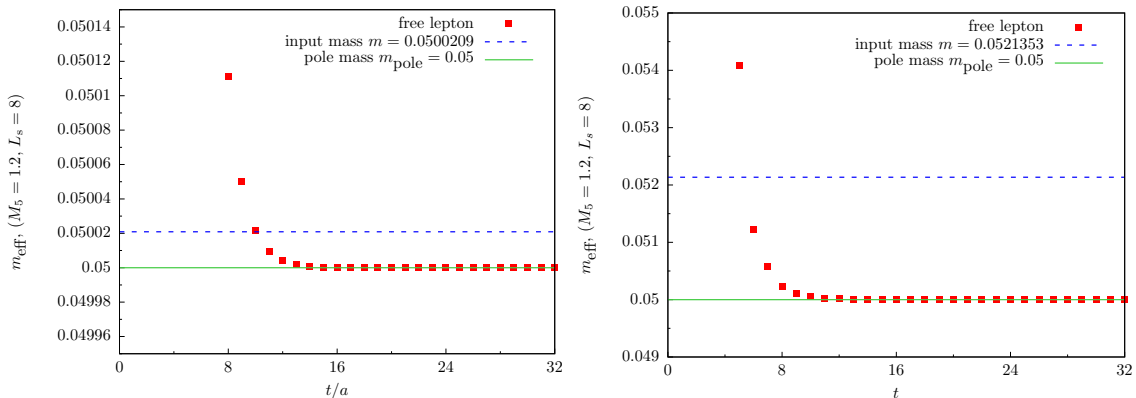 0.05014
0.05012
0.0501
0.05008
0.05006
0.05004
0.05002
0.05
0.04998
0.04996
0
8
16
24
32
t/a
m_eff, (M_5 = 1.2, L_s = 8)
free lepton
input mass m = 0.0500209
pole mass m_pole = 0.05
0.055
0.054
0.053
0.052
0.051
0.05
0.049
0
8
16
24
32
t
m_eff, (M_5 = 1.2, L_s = 8)
free lepton
input mass m = 0.0521353
pole mass m_pole = 0.05